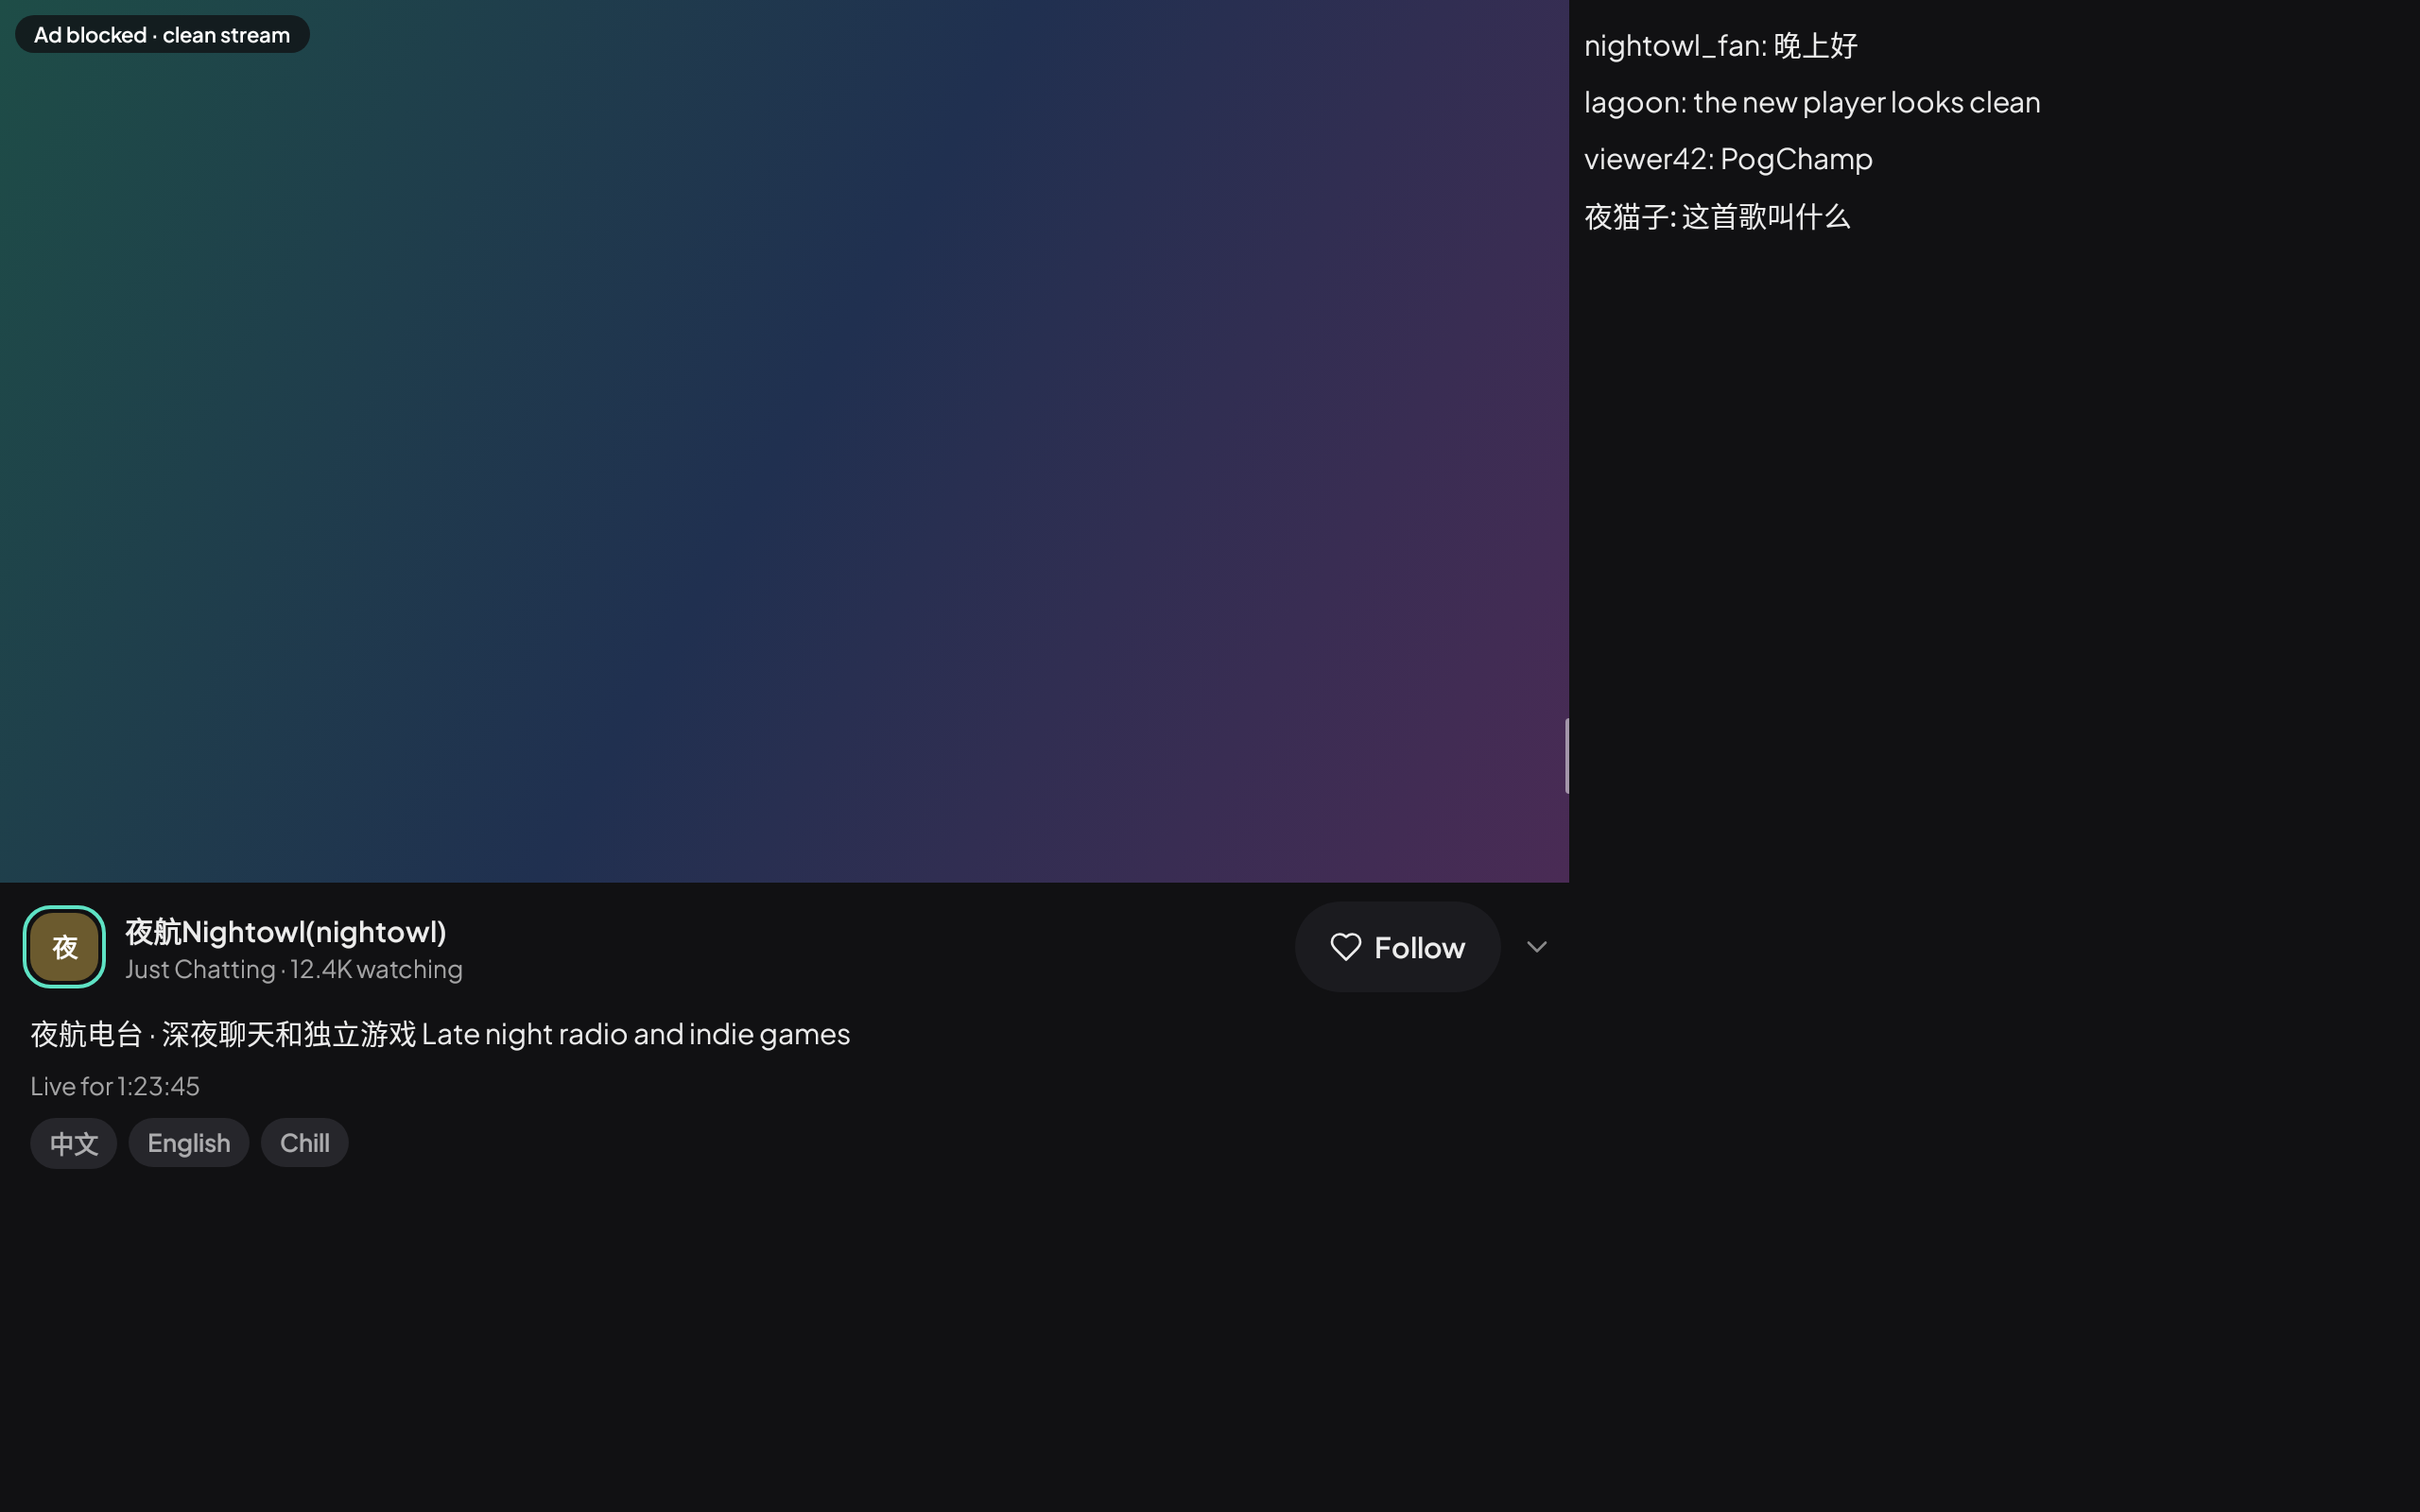 Ad blocked · clean stream
nightowl_fan: 晚上好
lagoon: the new player looks clean
viewer42: PogChamp
夜猫子: 这首歌叫什么
夜
夜航Nightowl(nightowl)
Just Chatting · 12.4K watching
Follow
夜航电台 · 深夜聊天和独立游戏 Late night radio and indie games
Live for 1:23:45
中文 English Chill